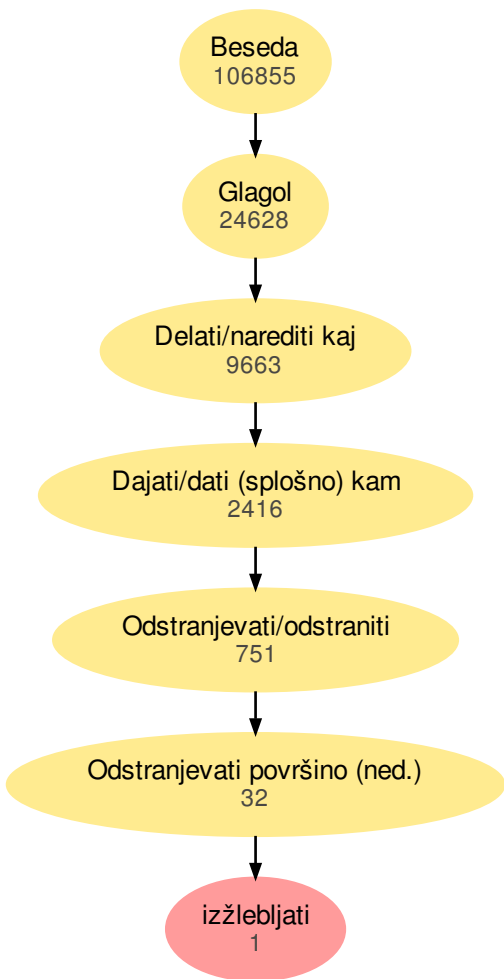 Beseda
106855
Glagol
24628
Delati/narediti kaj
9663
Dajati/dati (splošno) kam
2416
Odstranjevati/odstraniti
751
Odstranjevati površino (ned.)
32
izžlebljati
1